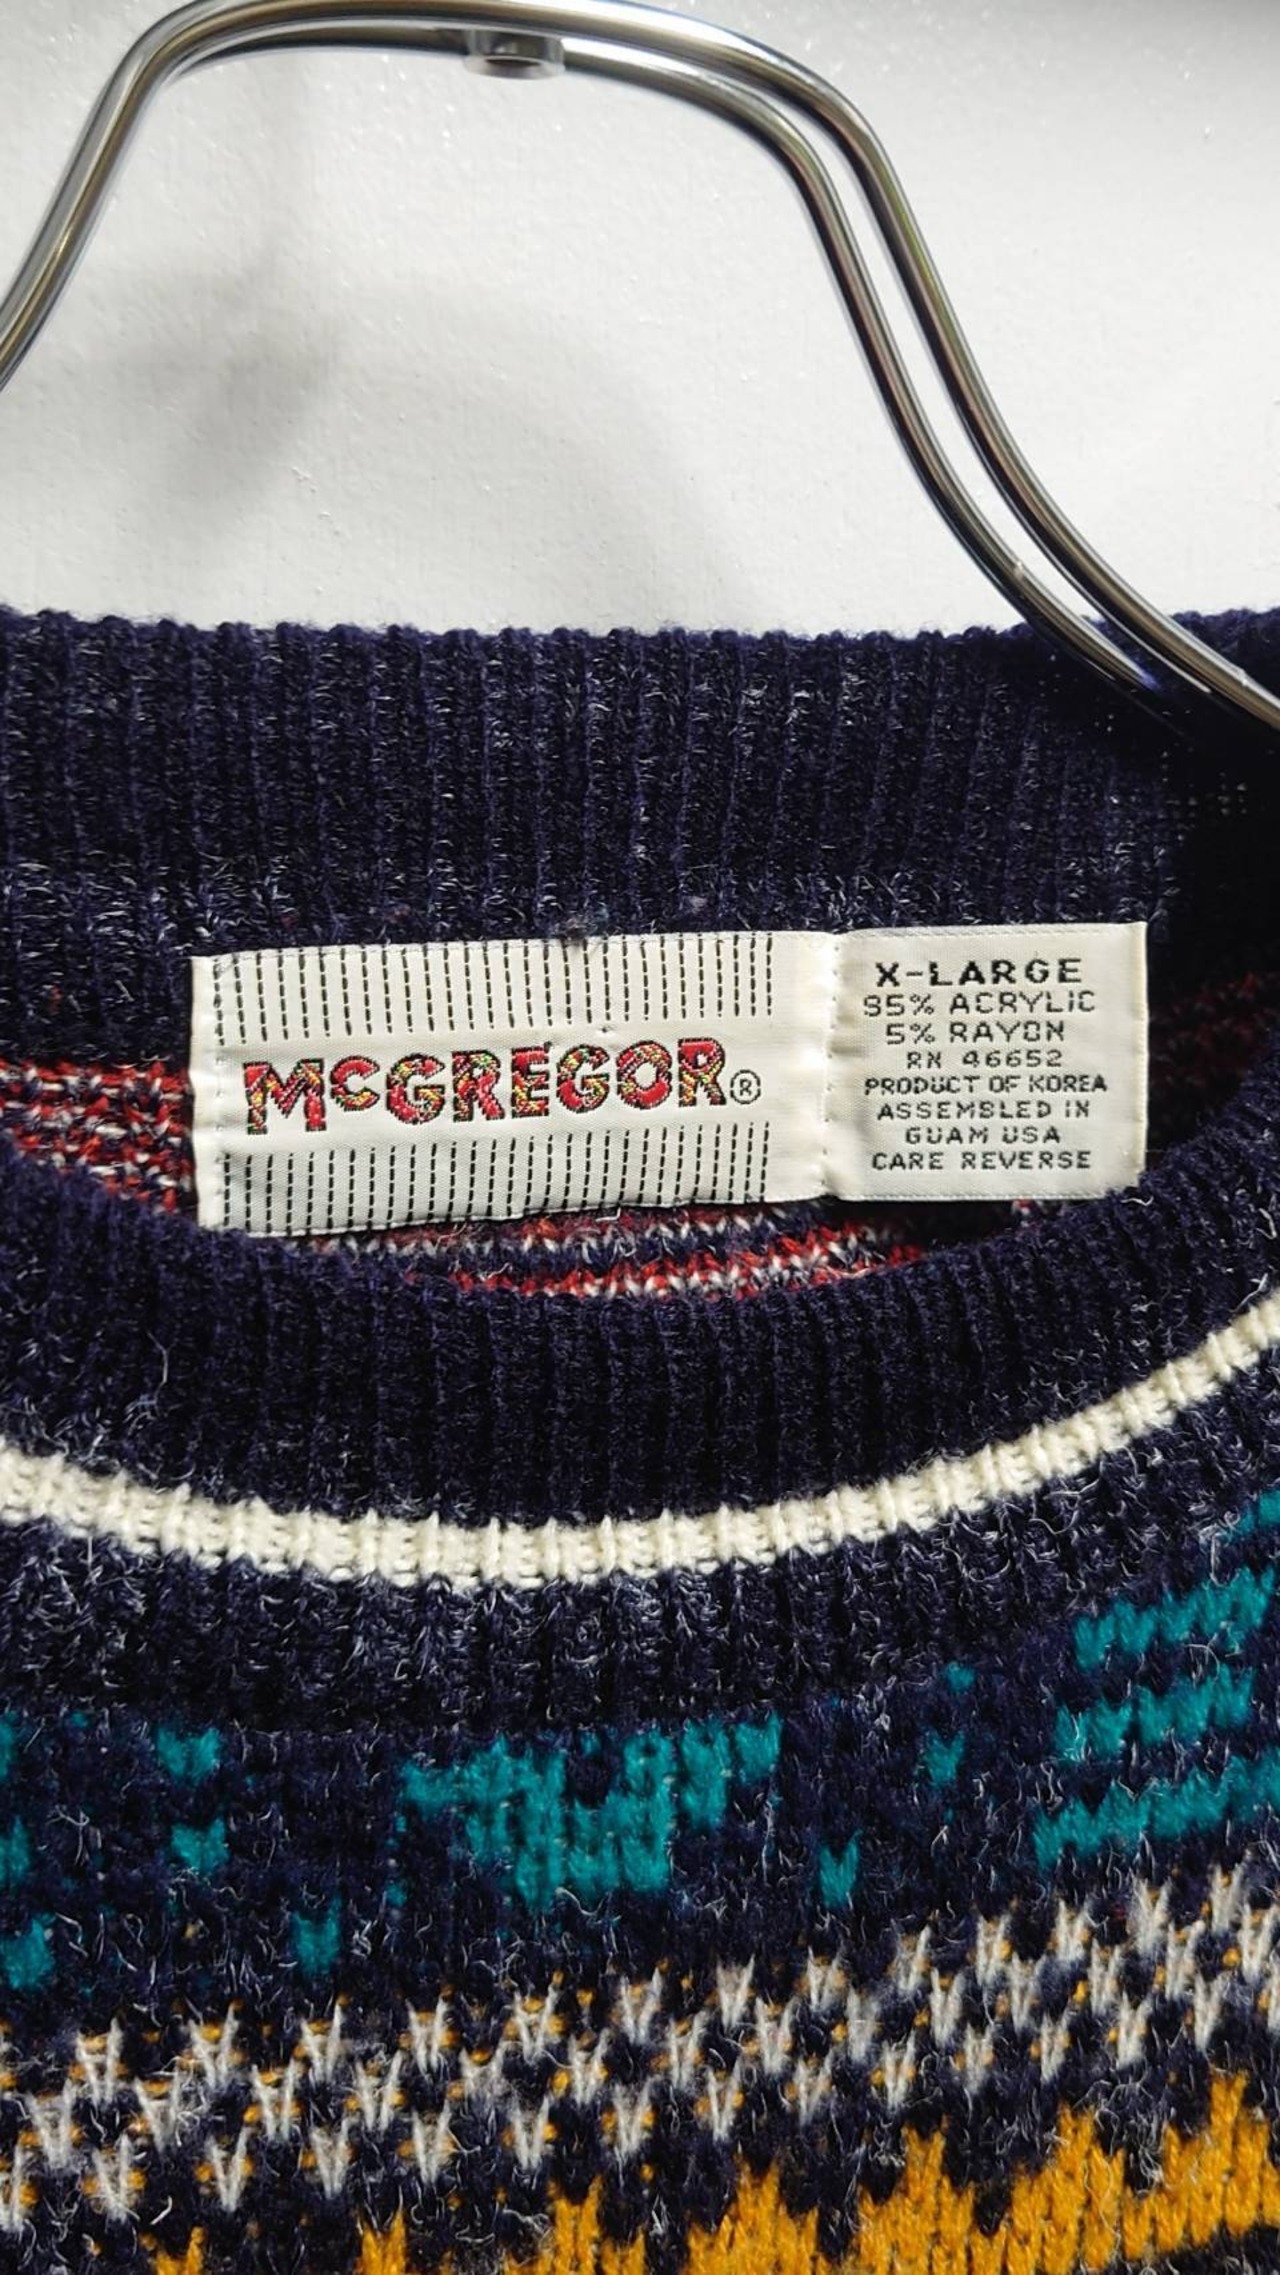 McGREGOR®
X-LARGE
95% ACRYLIC
5% RAYON
RN 46652
PRODUCT OF KOREA
ASSEMBLED IN
GUAM USA
CARE REVERSE